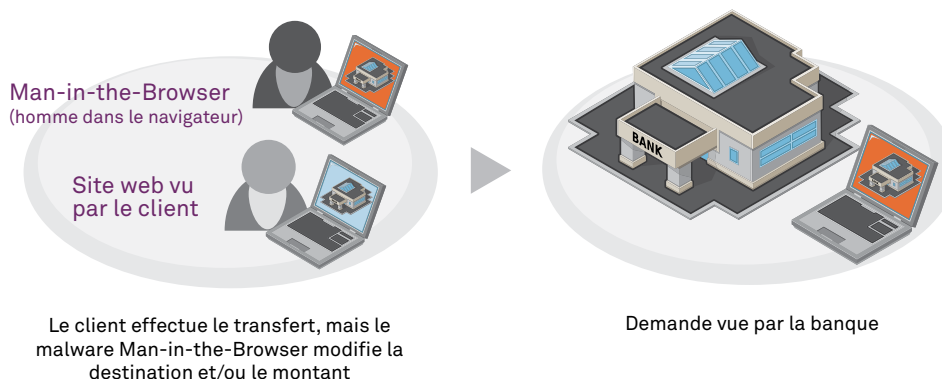 Man-in-the-Browser
(homme dans le navigateur)
Site web vu
par le client
BANK
Le client effectue le transfert, mais le
malware Man-in-the-Browser modifie la
destination et/ou le montant
Demande vue par la banque